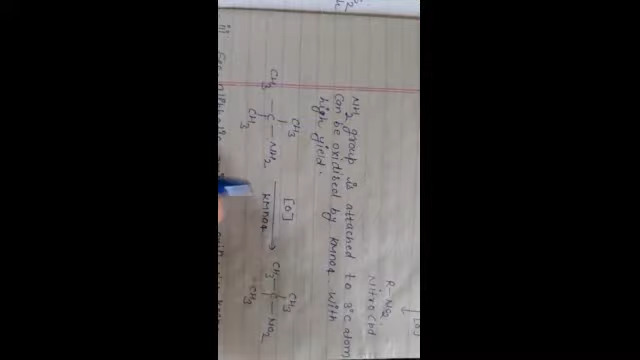 [O]
R-NO2
Nitro cpd
NH2 group is attached to 3°C atom
Can be oxidised by KMnO4 with
high yield.
CH3 [O] CH3
CH3 - C - NH2 → CH3 - C - NO2
CH3 KMnO4 CH3